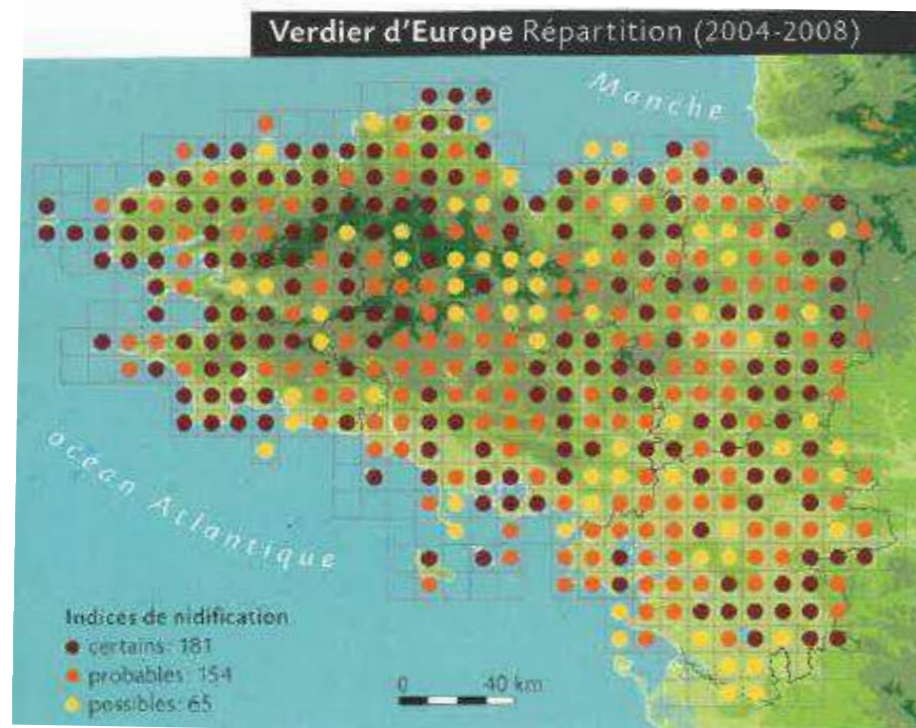 Verdier d'Europe Répartition (2004-2008)
Manche
océan Atlantique
Indices de nidification
certains: 181
probables: 154
possibles: 65
0 40 km